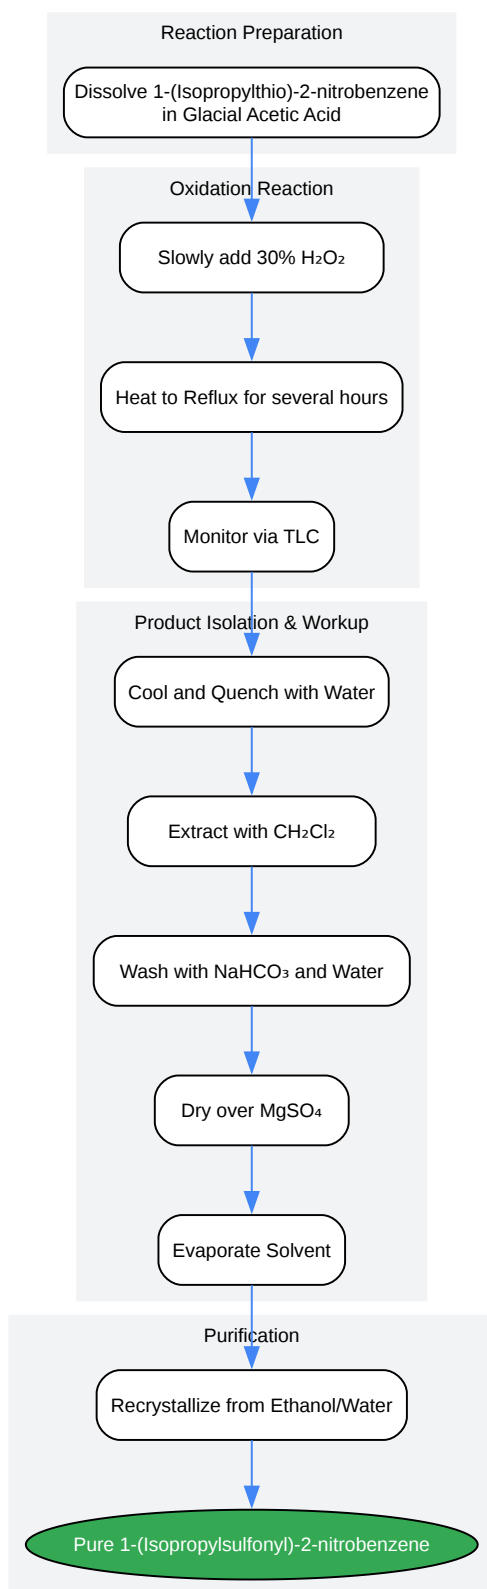 Reaction Preparation
Dissolve 1-(Isopropylthio)-2-nitrobenzene
in Glacial Acetic Acid
Oxidation Reaction
Slowly add 30% H₂O₂
Heat to Reflux for several hours
Monitor via TLC
Product Isolation & Workup
Cool and Quench with Water
Extract with CH₂Cl₂
Wash with NaHCO₃ and Water
Dry over MgSO₄
Evaporate Solvent
Purification
Recrystallize from Ethanol/Water
Pure 1-(Isopropylsulfonyl)-2-nitrobenzene